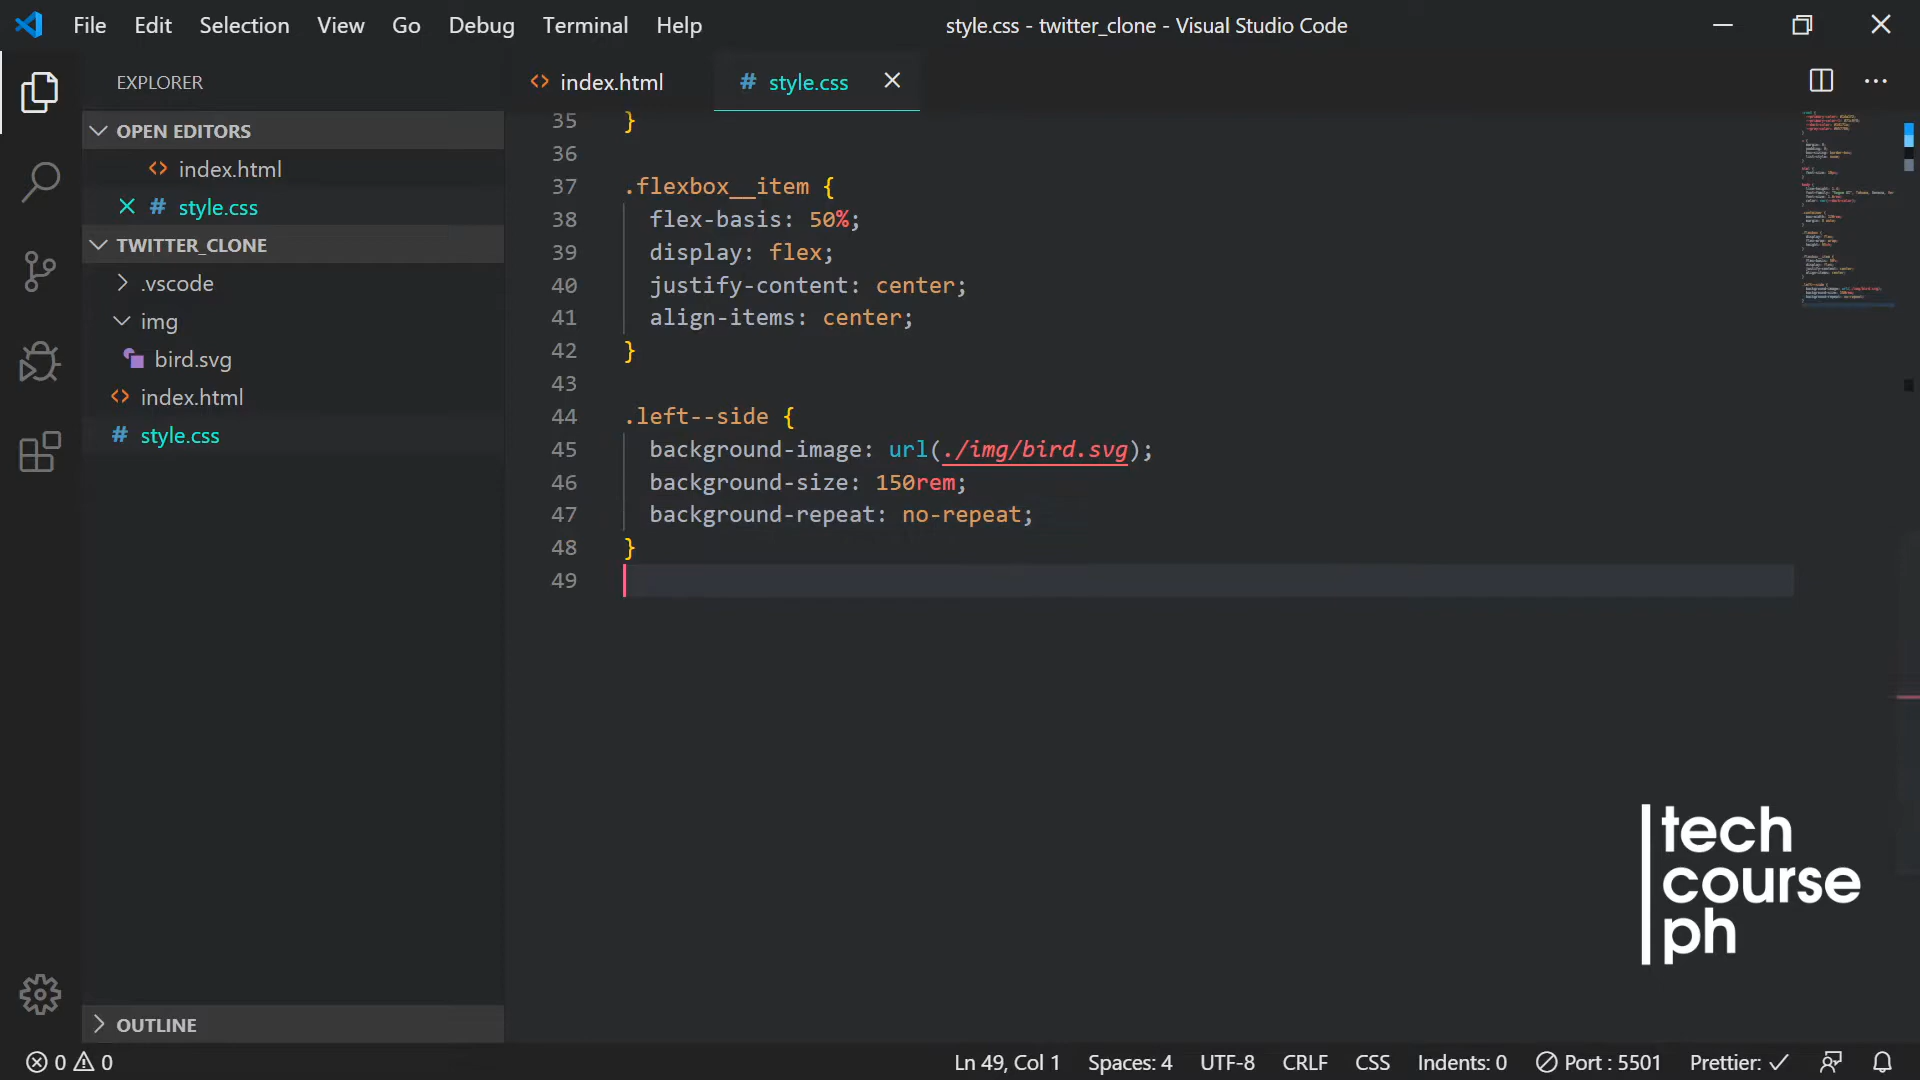 File Edit Selection View Go Debug Terminal Help
style.css - twitter_clone - Visual Studio Code
EXPLORER
OPEN EDITORS
index.html
# style.css
TWITTER_CLONE
.vscode
img
bird.svg
index.html
# style.css
OUTLINE
index.html
# style.css
35 }
36
37 .flexbox__item {
38 flex-basis: 50%;
39 display: flex;
40 justify-content: center;
41 align-items: center;
42 }
43
44 .left--side {
45 background-image: url(./img/bird.svg);
46 background-size: 150rem;
47 background-repeat: no-repeat;
48 }
49
tech
course
ph
0 0
Ln 49, Col 1 Spaces: 4 UTF-8 CRLF CSS Indents: 0 Port : 5501 Prettier: ✓